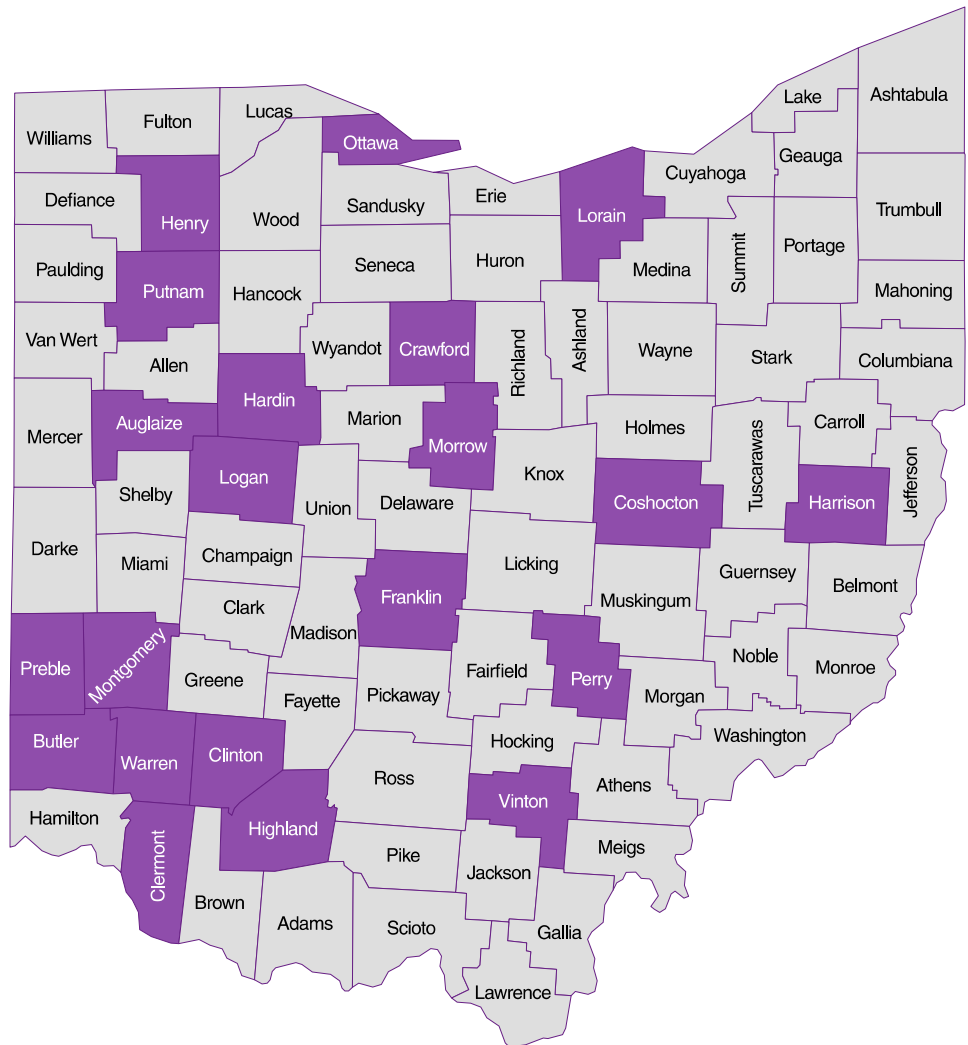 Lake
Ashtabula
Lucas
Fulton
Williams
Ottawa
Geauga
Cuyahoga
Erie
Sandusky
Defiance
Henry
Wood
Lorain
Trumbull
Portage
Summit
Medina
Huron
Seneca
Paulding
Putnam
Hancock
Mahoning
Van Wert
Allen
Wyandot
Crawford
Richland
Ashland
Wayne
Stark
Columbiana
Hardin
Auglaize
Mercer
Marion
Morrow
Holmes
Carroll
Tuscarawas
Jefferson
Knox
Logan
Shelby
Union
Delaware
Coshocton
Harrison
Darke
Miami
Champaign
Licking
Guernsey
Belmont
Franklin
Muskingum
Clark
Madison
Noble
Monroe
Preble
Montgomery
Greene
Fayette
Pickaway
Fairfield
Perry
Morgan
Washington
Hocking
Butler
Warren
Clinton
Ross
Athens
Vinton
Hamilton
Highland
Clermont
Pike
Meigs
Jackson
Brown
Adams
Scioto
Gallia
Lawrence